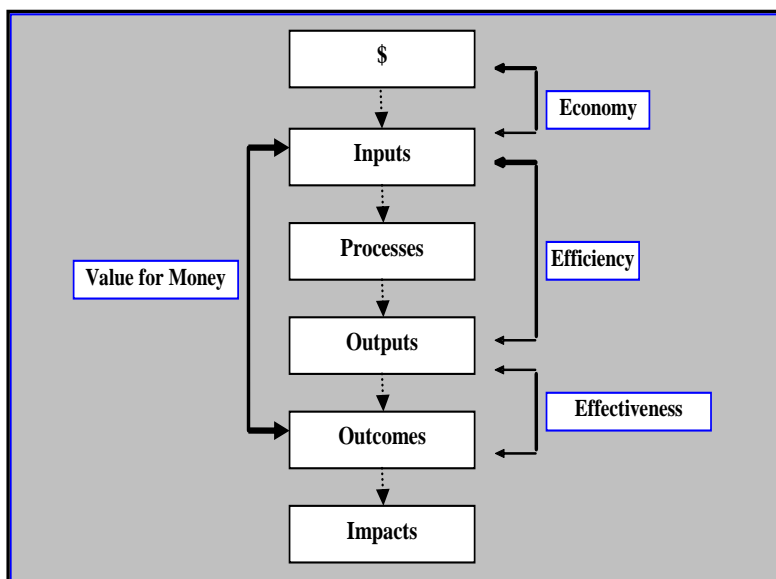 $
Economy
Inputs
Processes
Efficiency
Value for Money
Outputs
Effectiveness
Outcomes
Impacts